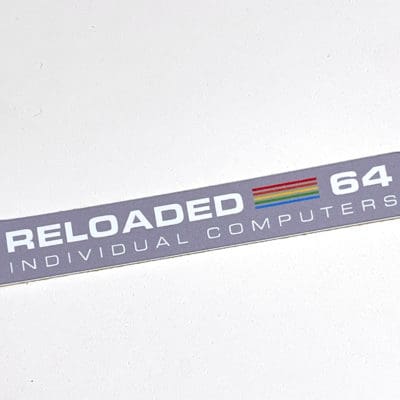 RELOADED 64
INDIVIDUAL COMPUTERS